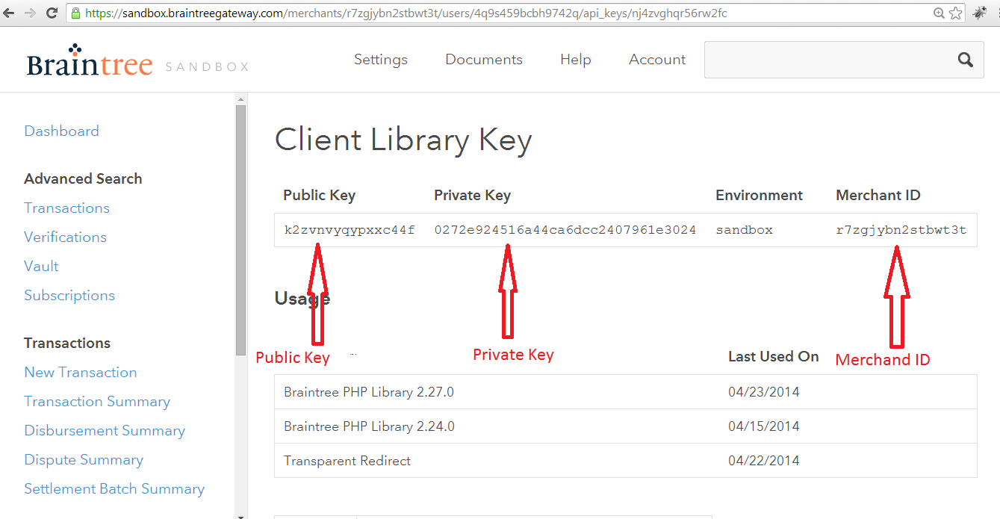 https://sandbox.braintreegateway.com/merchants/r7zgjybn2stbwt3t/users/4q9s459bcbh9742q/api_keys/nj4zvghqr56rw2fc
Braintree SANDBOX
Settings Documents Help Account
Dashboard
Advanced Search
Transactions
Verifications
Vault
Subscriptions
Transactions
New Transaction
Transaction Summary
Disbursement Summary
Dispute Summary
Settlement Batch Summary
Client Library Key
Public Key Private Key Environment Merchant ID
k2zvnvyqypxxc44f 0272e924516a44ca6dcc2407961e3024 sandbox r7zgjybn2stbwt3t
Usage
Public Key Private Key Merchand ID
Last Used On
Braintree PHP Library 2.27.0 04/23/2014
Braintree PHP Library 2.24.0 04/15/2014
Transparent Redirect 04/22/2014